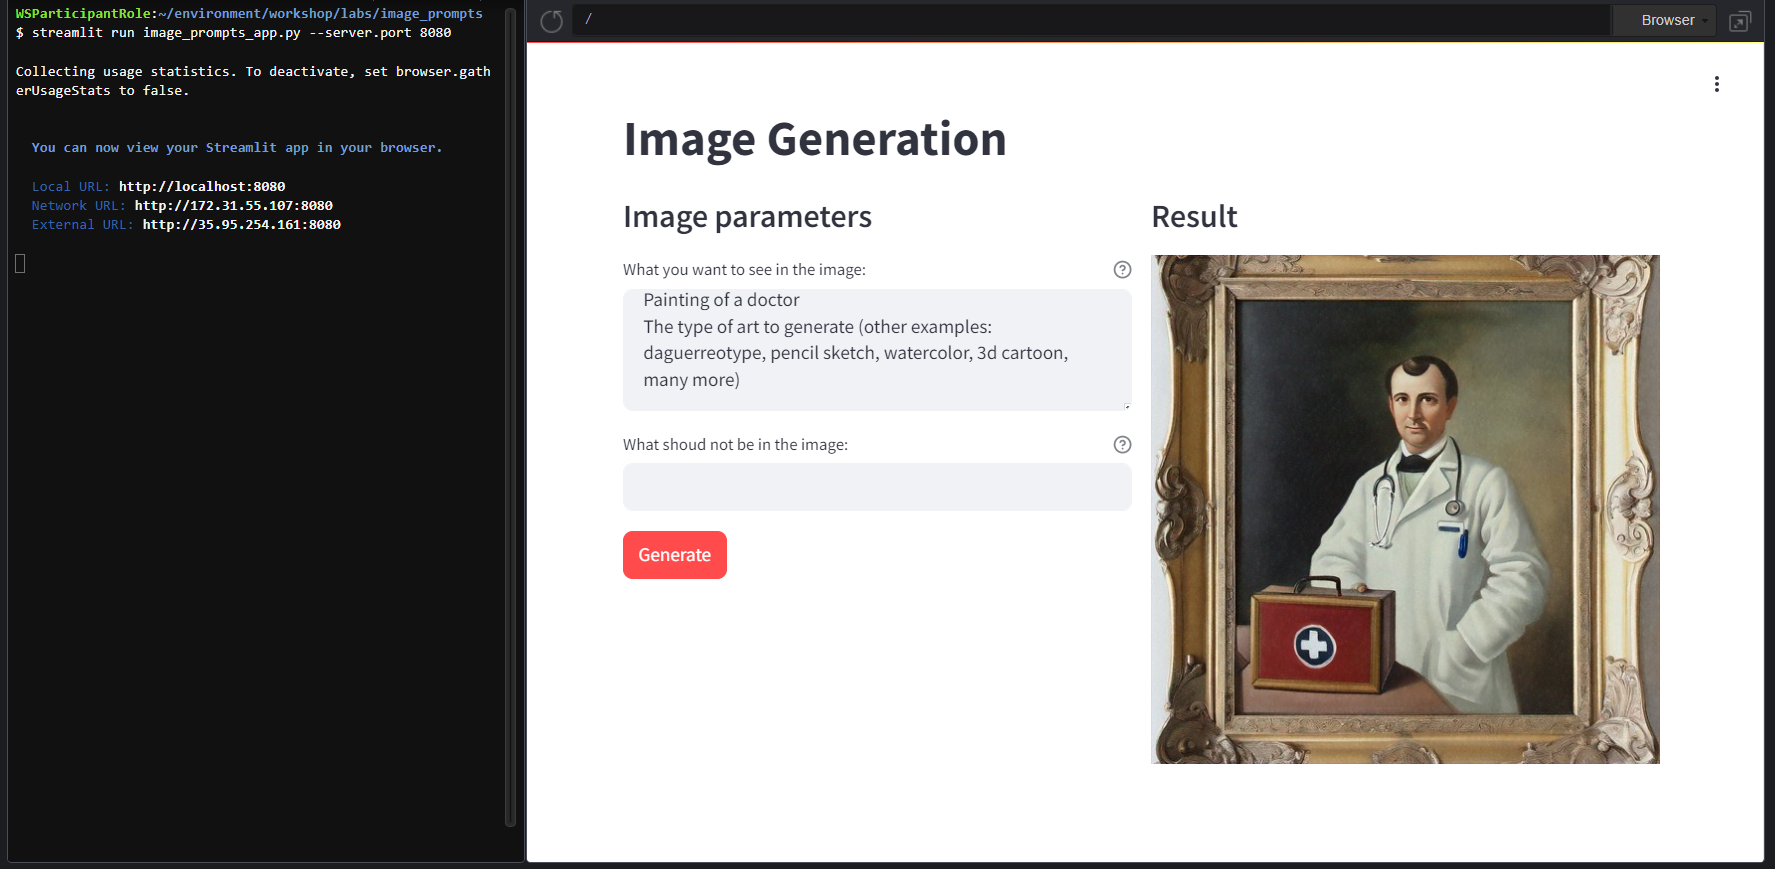 WSParticipantRole:~/environment/workshop/labs/image_prompts
$ streamlit run image_prompts_app.py --server.port 8080
Collecting usage statistics. To deactivate, set browser.gath
erUsageStats to false.
You can now view your Streamlit app in your browser.
Local URL: http://localhost:8080
Network URL: http://172.31.55.107:8080
External URL: http://35.95.254.161:8080
/
Browser
Image Generation
Image parameters
What you want to see in the image:
Painting of a doctor
The type of art to generate (other examples:
daguerreotype, pencil sketch, watercolor, 3d cartoon,
many more)
What shoud not be in the image:
Generate
Result